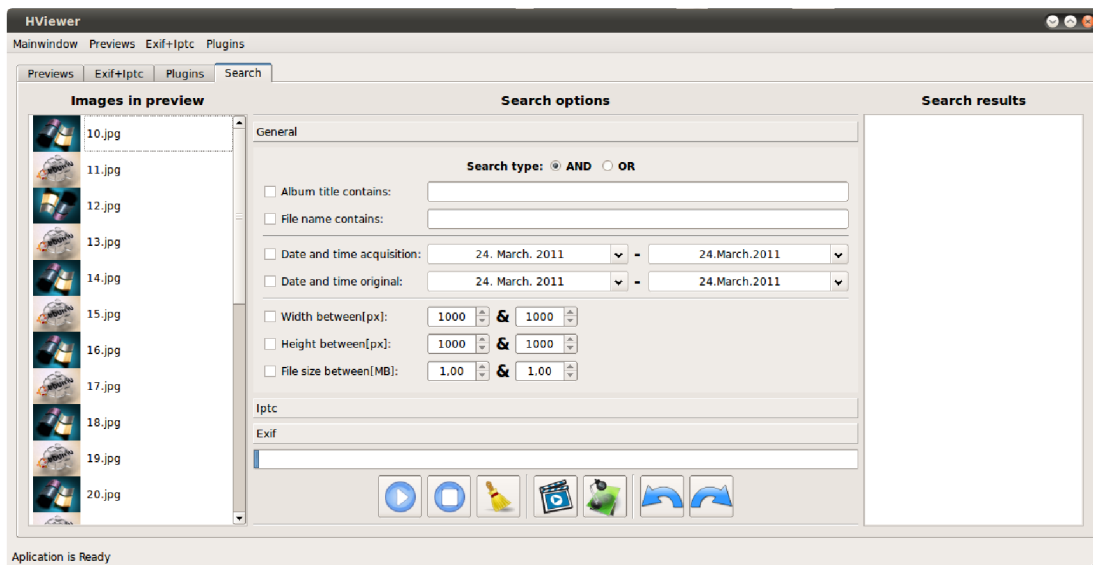 HViewer
Mainwindow Previews Exif+Iptc Plugins
Previews Exif+Iptc Plugins Search
Images in preview
10.jpg
11.jpg
12.jpg
13.jpg
14.jpg
15.jpg
16.jpg
17.jpg
18.jpg
19.jpg
20.jpg
Search options
General
Search type: AND OR
Album title contains:
File name contains:
Date and time acquisition: 24. March. 2011 - 24.March.2011
Date and time original: 24. March. 2011 - 24.March.2011
Width between[px]: 1000 & 1000
Height between[px]: 1000 & 1000
File size between[MB]: 1,00 & 1,00
Iptc
Exif
Search results
Aplication is Ready